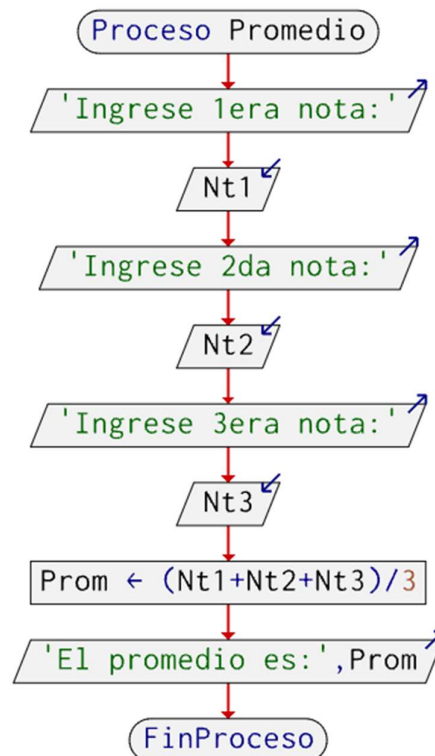 Proceso Promedio
'Ingrese 1era nota:'
Nt1
'Ingrese 2da nota:'
Nt2
'Ingrese 3era nota:'
Nt3
Prom ← (Nt1+Nt2+Nt3)/3
'El promedio es:',Prom
FinProceso